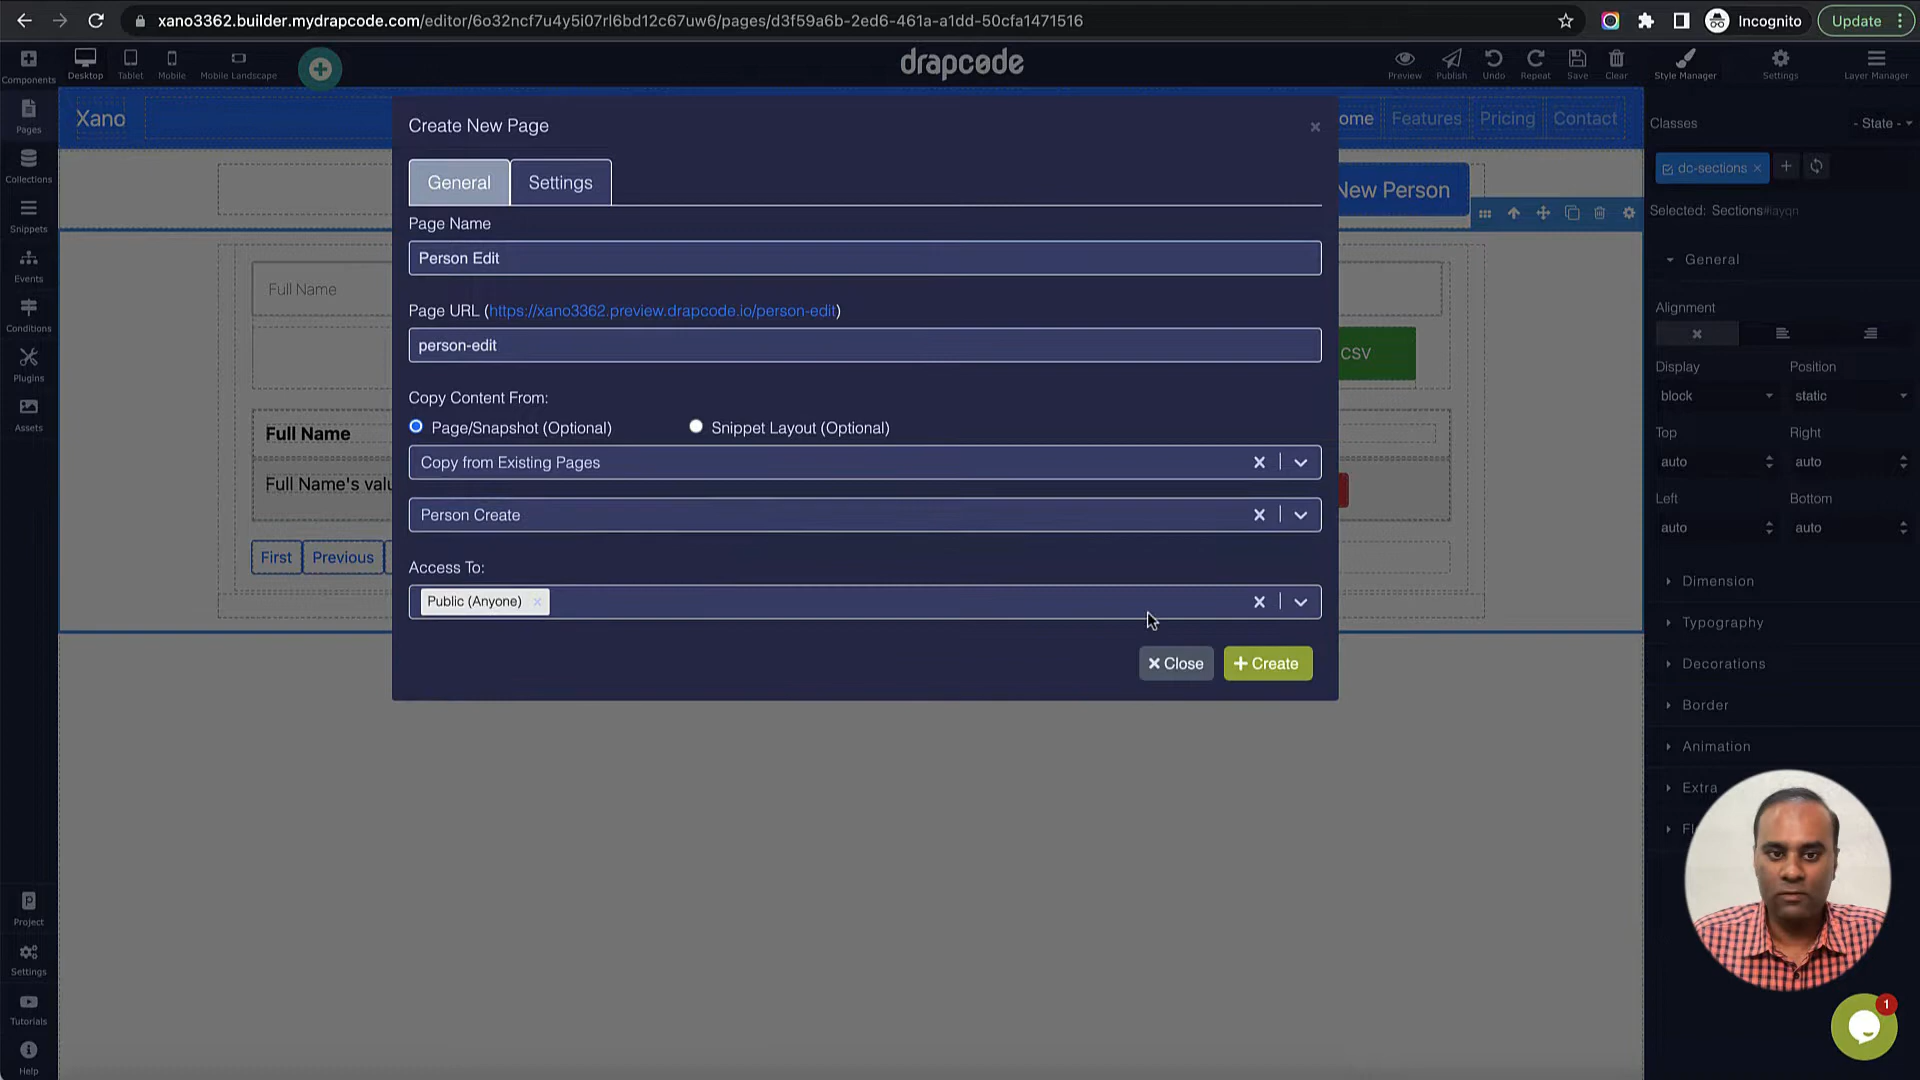 xano3362.builder.mydrapcode.com/editor/6o32ncf7u4y5i07rl6bd12c67uw6/pages/d3f59a6b-2ed6-461a-a1dd-50cfa1471516
Incognito
Update
Components
Desktop
Tablet
Mobile
Mobile Landscape
drapcode
Preview
Publish
Undo
Repeat
Save
Clear
Style Manager
Settings
Layer Manager
Pages
Collections
Snippets
Events
Conditions
Plugins
Assets
Project
Settings
Tutorials
Help
Xano
ome
Features
Pricing
Contact
New Person
Full Name
CSV
Full Name
Full Name's valu
First
Previous
Create New Page
×
General
Settings
Page Name
Person Edit
Page URL (https://xano3362.preview.drapcode.io/person-edit)
person-edit
Copy Content From:
Page/Snapshot (Optional)
Snippet Layout (Optional)
Copy from Existing Pages
Person Create
Access To:
Public (Anyone) ×
Close
Create
Classes
- State -
dc-sections ×
Selected: Sections
General
Alignment
Display
Position
block
static
Top
Right
auto
auto
Left
Bottom
auto
auto
Dimension
Typography
Decorations
Border
Animation
Extra
1